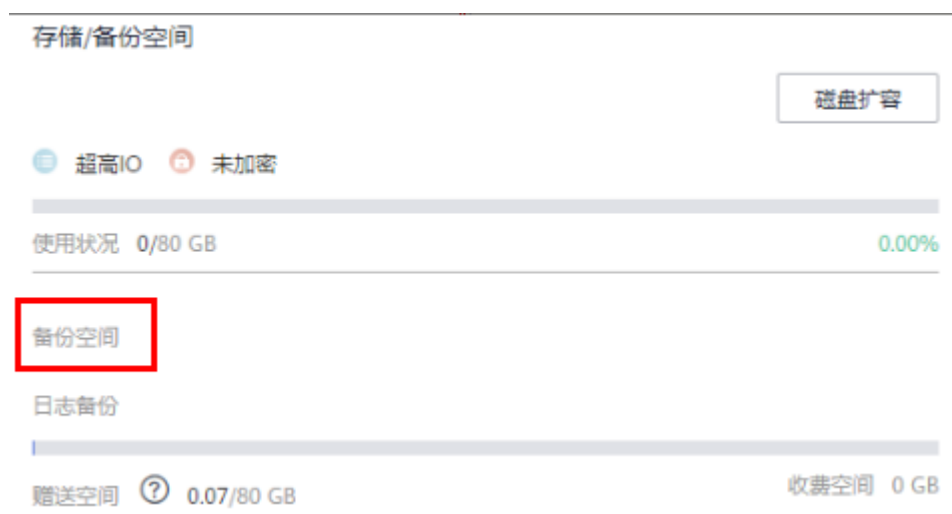 存储/备份空间
磁盘扩容
超高IO 未加密
使用状况 0/80 GB 0.00%
备份空间
日志备份
赠送空间 ? 0.07/80 GB 收费空间 0 GB